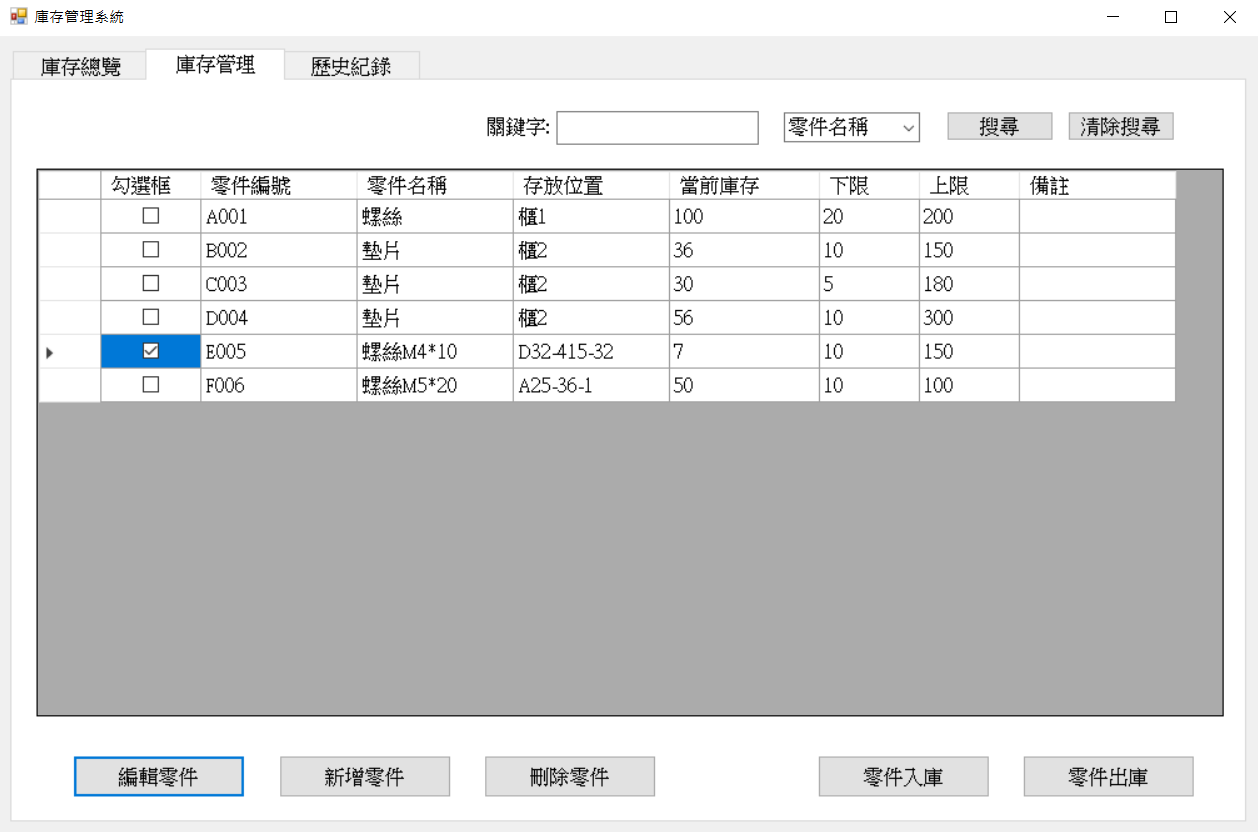 庫存管理系統
庫存總覽 庫存管理 歷史紀錄
關鍵字: 零件名稱 搜尋 清除搜尋
勾選框 零件編號 零件名稱 存放位置 當前庫存 下限 上限 備註
A001 螺絲 櫃1 100 20 200
B002 墊片 櫃2 36 10 150
C003 墊片 櫃2 30 5 180
D004 墊片 櫃2 56 10 300
E005 螺絲M4*10 D32-415-32 7 10 150
F006 螺絲M5*20 A25-36-1 50 10 100
編輯零件 新增零件 刪除零件 零件入庫 零件出庫